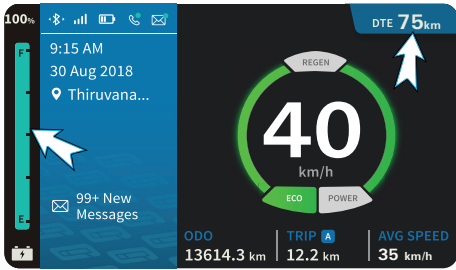 100%
F
E
9:15 AM
30 Aug 2018
Thiruvana...
99+ New
Messages
DTE 75km
REGEN
40
km/h
ECO
POWER
ODO
13614.3 km
TRIP A
12.2 km
AVG SPEED
35 km/h